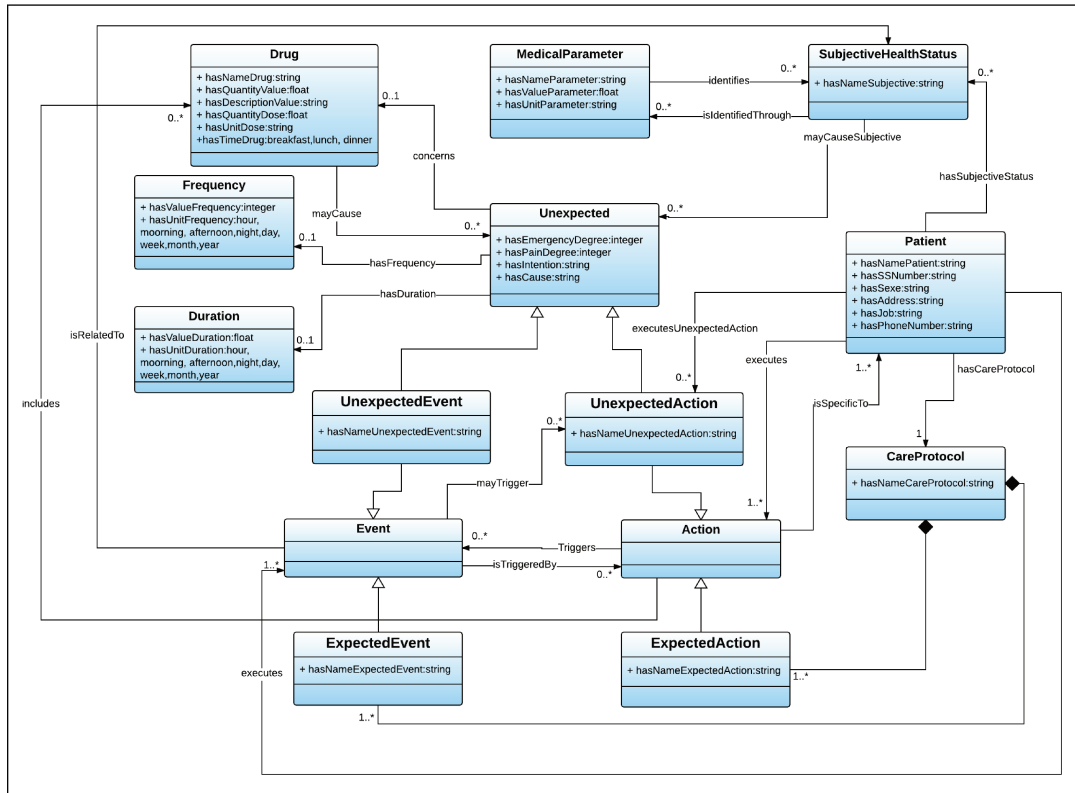 Drug
+ hasNameDrug:string
+ hasQuantityValue:float
+ hasDescriptionValue:string
+ hasQuantityDose:float
+ hasUnitDose:string
+hasTimeDrug:breakfast,lunch, dinner
MedicalParameter
+ hasNameParameter:string
+ hasValueParameter:float
+ hasUnitParameter:string
SubjectiveHealthStatus
+ hasNameSubjective:string
identifies
0..*
0..*
isIdentifiedThrough
0..*
mayCauseSubjective
0..*
0..1
concerns
0..*
hasSubjectiveStatus
Frequency
+ hasValueFrequency:integer
+ hasUnitFrequency:hour,
moorning, afternoon,night,day,
week,month,year
mayCause
0..*
0..1
hasFrequency
Unexpected
+ hasEmergencyDegree:integer
+ hasPainDegree:integer
+ hasIntention:string
+ hasCause:string
Patient
+ hasNamePatient:string
+ hasSSNumber:string
+ hasSexe:string
+ hasAddress:string
+ hasJob:string
+ hasPhoneNumber:string
hasDuration
0..1
Duration
+ hasValueDuration:float
+ hasUnitDuration:hour,
moorning, afternoon,night,day,
week,month,year
isRelatedTo
includes
executesUnexpectedAction
0..*
executes
1..*
1..*
isSpecificTo
hasCareProtocol
1
UnexpectedEvent
+ hasNameUnexpectedEvent:string
UnexpectedAction
+ hasNameUnexpectedAction:string
0..*
mayTrigger
CareProtocol
+ hasNameCareProtocol:string
Event
Action
0..*
Triggers
isTriggeredBy
0..*
1..*
executes
ExpectedEvent
+ hasNameExpectedEvent:string
1..*
ExpectedAction
+ hasNameExpectedAction:string
1..*